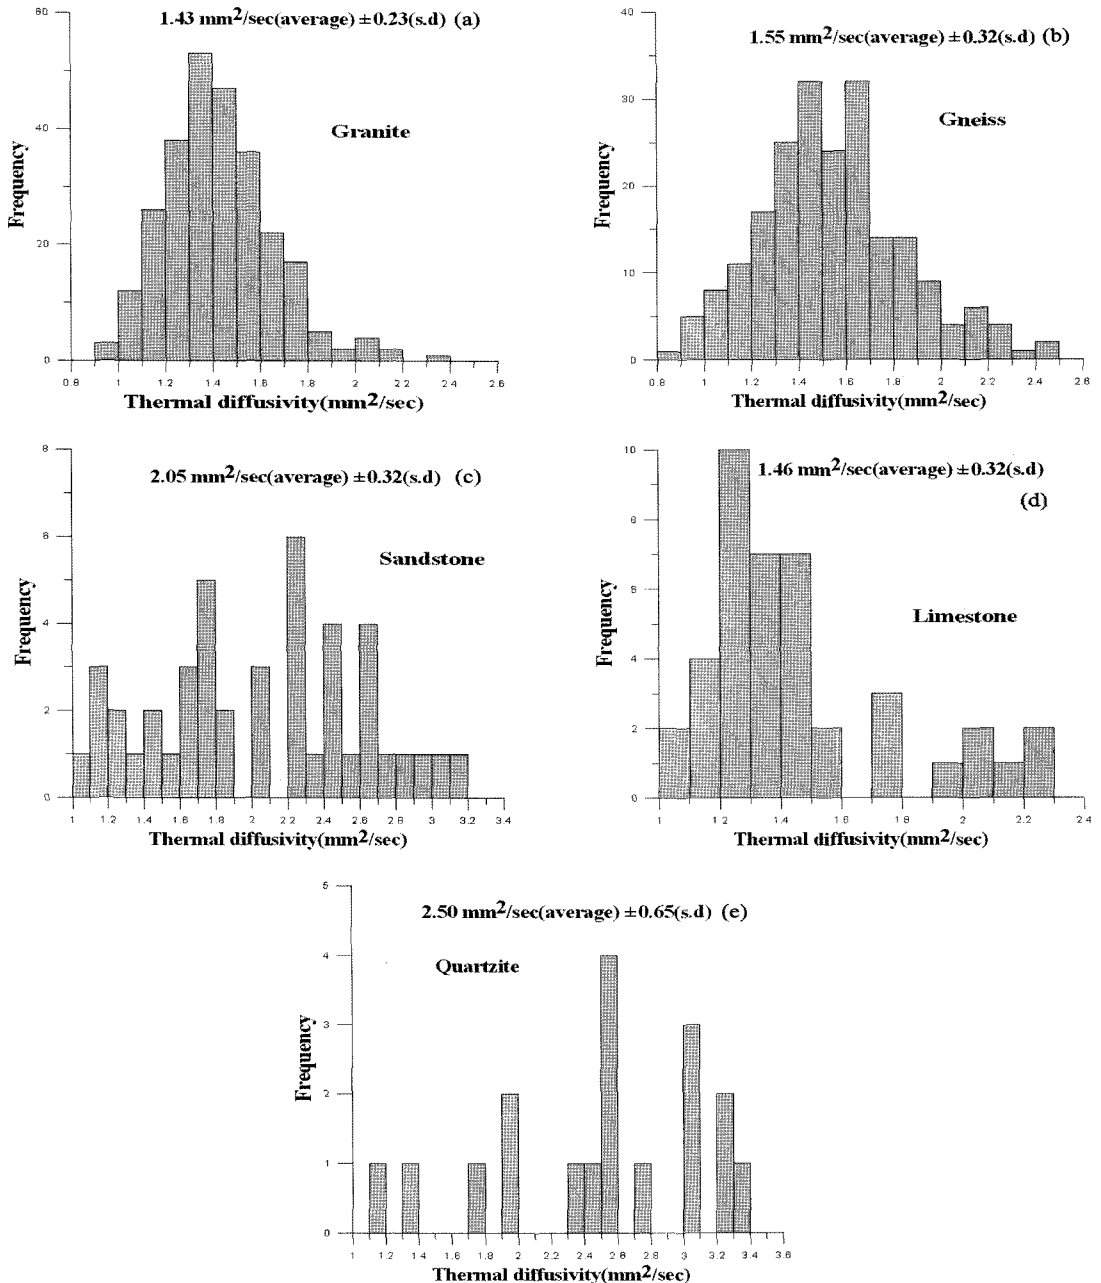 1.43 mm2/sec(average) ±0.23(s.d) (a)
60
40
20
0
Frequency
Granite
0.8 1 1.2 1.4 1.6 1.8 2 2.2 2.4 2.6
Thermal diffusivity(mm2/sec)
1.55 mm2/sec(average) ±0.32(s.d) (b)
40
30
20
10
0
Frequency
Gneiss
0.8 1 1.2 1.4 1.6 1.8 2 2.2 2.4 2.6
Thermal diffusivity(mm2/sec)
2.05 mm2/sec(average) ±0.32(s.d) (c)
8
6
4
2
0
Frequency
Sandstone
1 1.2 1.4 1.6 1.8 2 2.2 2.4 2.6 2.8 3 3.2 3.4
Thermal diffusivity(mm2/sec)
1.46 mm2/sec(average) ±0.32(s.d)
(d)
10
8
6
4
2
0
Frequency
Limestone
1 1.2 1.4 1.6 1.8 2 2.2 2.4
Thermal diffusivity(mm2/sec)
2.50 mm2/sec(average) ±0.65(s.d) (e)
5
4
3
2
1
0
Frequency
Quartzite
1 1.2 1.4 1.6 1.8 2 2.2 2.4 2.6 2.8 3 3.2 3.4 3.6
Thermal diffusivity(mm2/sec)